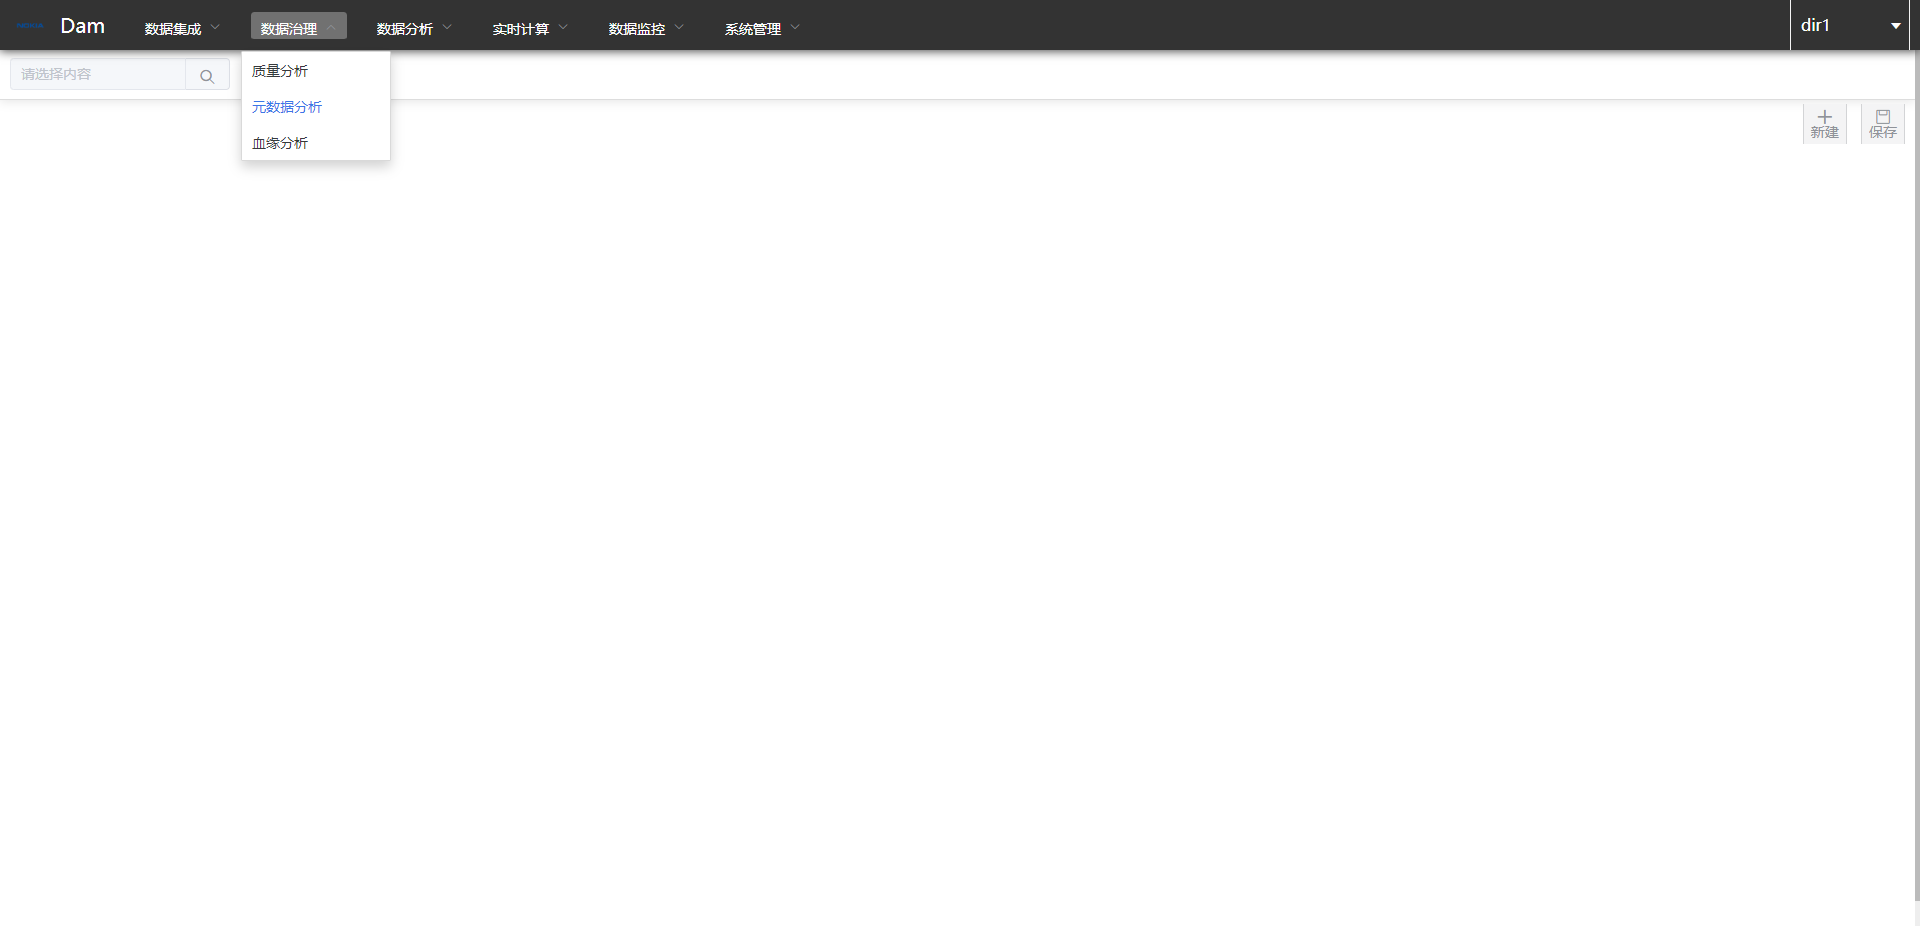 Dam 数据集成 数据治理 数据分析 实时计算 数据监控 系统管理 dir1
请选择内容
质量分析
元数据分析
血缘分析
新建 保存